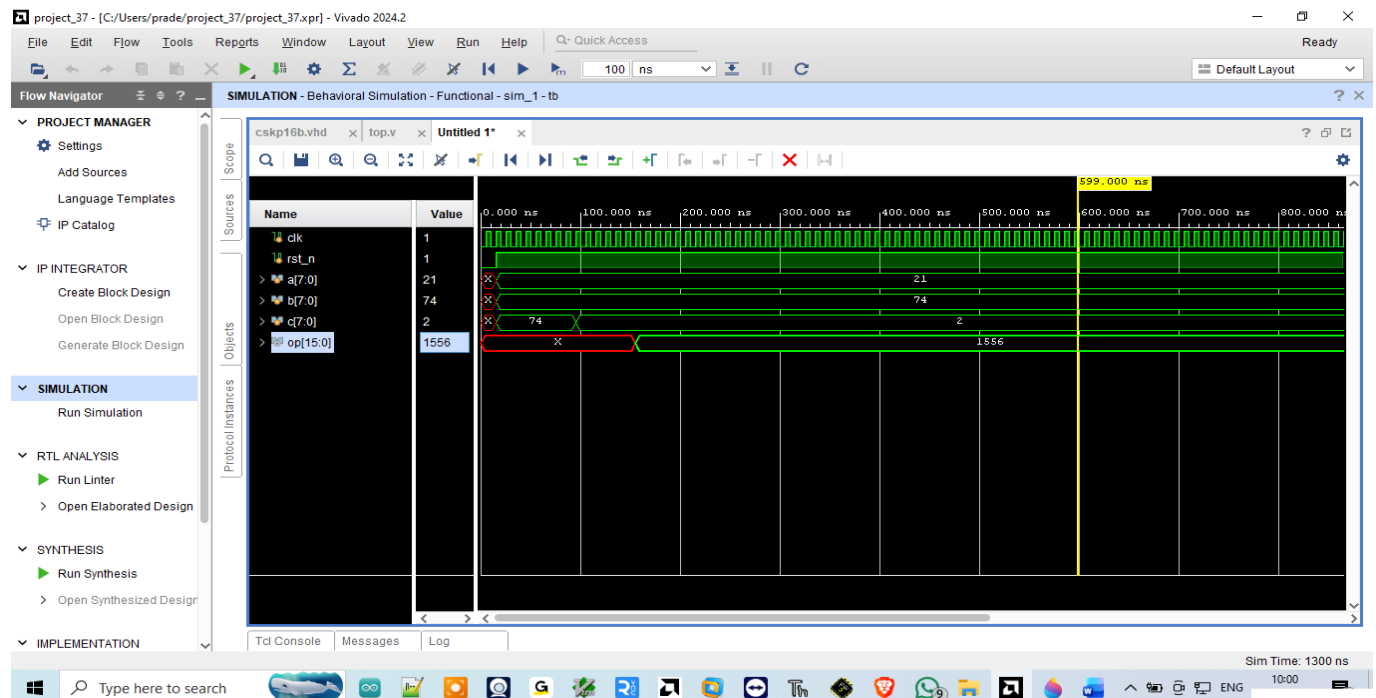 project_37 - [C:/Users/prade/project_37/project_37.xpr] - Vivado 2024.2
File Edit Flow Tools Reports Window Layout View Run Help Q- Quick Access Ready
100 ns Default Layout
Flow Navigator
SIMULATION - Behavioral Simulation - Functional - sim_1 - tb
PROJECT MANAGER
Settings
Add Sources
Language Templates
IP Catalog
IP INTEGRATOR
Create Block Design
Open Block Design
Generate Block Design
SIMULATION
Run Simulation
RTL ANALYSIS
Run Linter
Open Elaborated Design
SYNTHESIS
Run Synthesis
Open Synthesized Design
IMPLEMENTATION
Scope
Sources
Objects
Protocol Instances
cskp16b.vhd top.v Untitled 1*
599.000 ns
Name Value 0.000 ns 100.000 ns 200.000 ns 300.000 ns 400.000 ns 500.000 ns 600.000 ns 700.000 ns 800.000 ns
clk 1
rst_n 1
a[7:0] 21 X 21
b[7:0] 74 X 74
c[7:0] 2 X 74 2
op[15:0] 1556 X 1556
Tcl Console Messages Log
Sim Time: 1300 ns
Type here to search
ENG 10:00